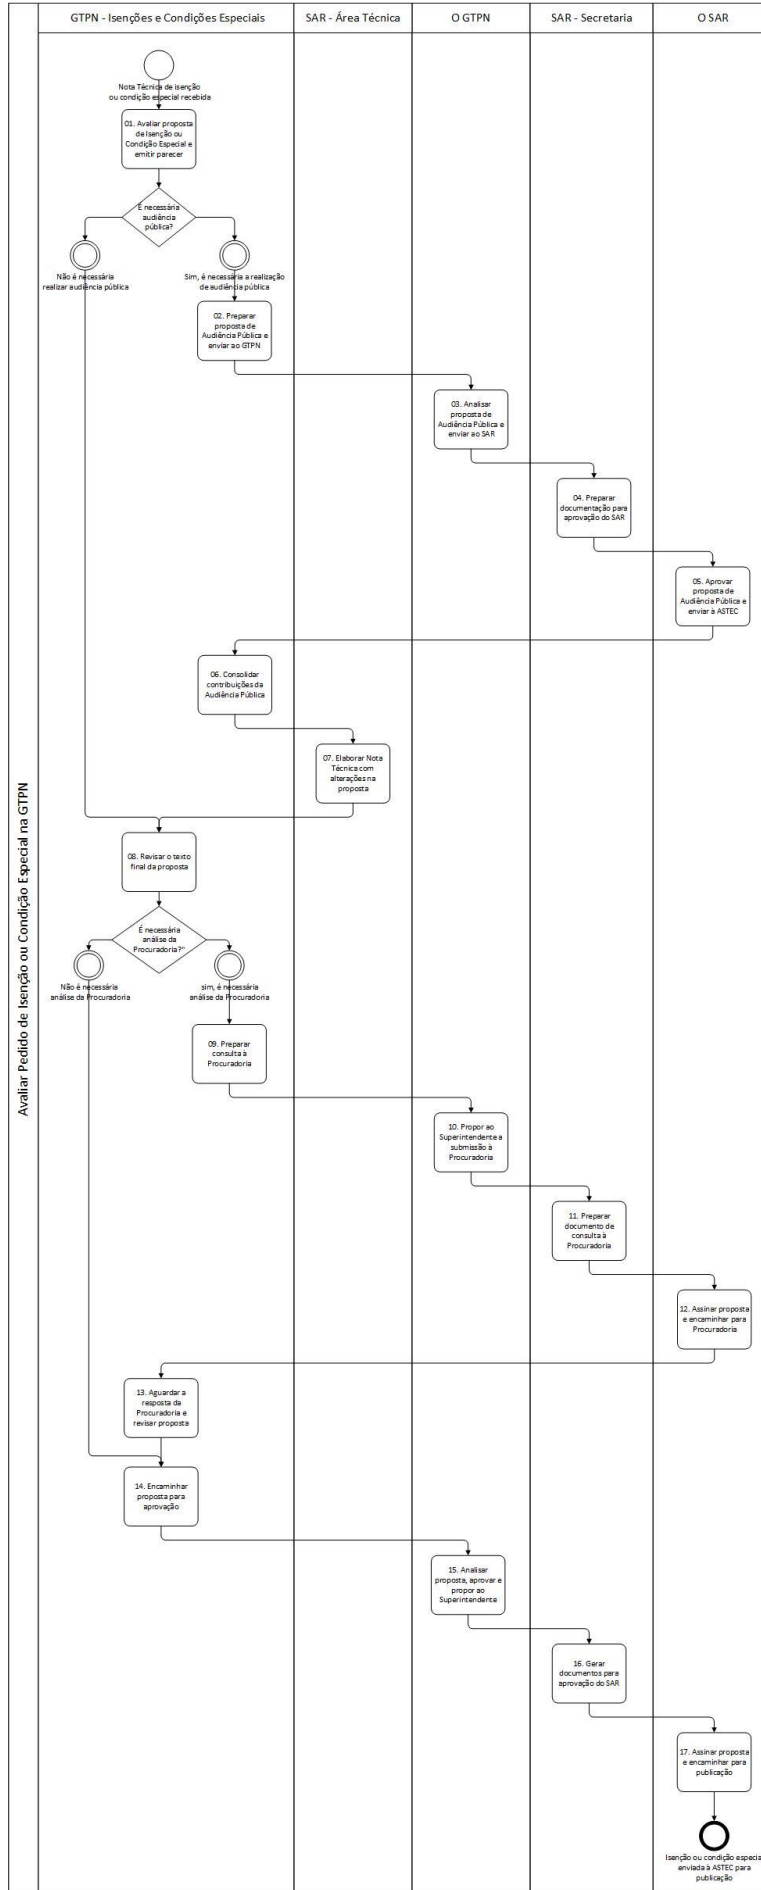 Avaliar Pedido de Isenção ou Condição Especial na GTPN
GTPN - Isenções e Condições Especiais
SAR - Área Técnica
O GTPN
SAR - Secretaria
O SAR
Nota Técnica de isenção
ou condição especial recebida
01. Avaliar proposta
de Isenção ou
Condição Especial e
emitir parecer
É necessária
audiência
pública?
Não é necessária
realizar audiência pública
Sim, é necessária a realização
de audiência pública
02. Preparar
proposta de
Audiência Pública e
enviar ao GTPN
03. Analisar
proposta de
Audiência Pública e
enviar ao SAR
04. Preparar
documentação para
aprovação do SAR
05. Aprovar
proposta de
Audiência Pública e
enviar à ASTEC
06. Consolidar
contribuições da
Audiência Pública
07. Elaborar Nota
Técnica com
alterações na
proposta
08. Revisar o texto
final da proposta
É necessária
análise da
Procuradoria?"
Não é necessária
análise da Procuradoria
sim, é necessária
análise da Procuradoria
09. Preparar
consulta à
Procuradoria
10. Propor ao
Superintendente a
submissão à
Procuradoria
11. Preparar
documento de
consulta à
Procuradoria
12. Assinar proposta
e encaminhar para
Procuradoria
13. Aguardar a
resposta da
Procuradoria e
revisar proposta
14. Encaminhar
proposta para
aprovação
15. Analisar
proposta, aprovar e
propor ao
Superintendente
16. Gerar
documentos para
aprovação do SAR
17. Assinar proposta
e encaminhar para
publicação
Isenção ou condição especia
enviada à ASTEC para
publicação